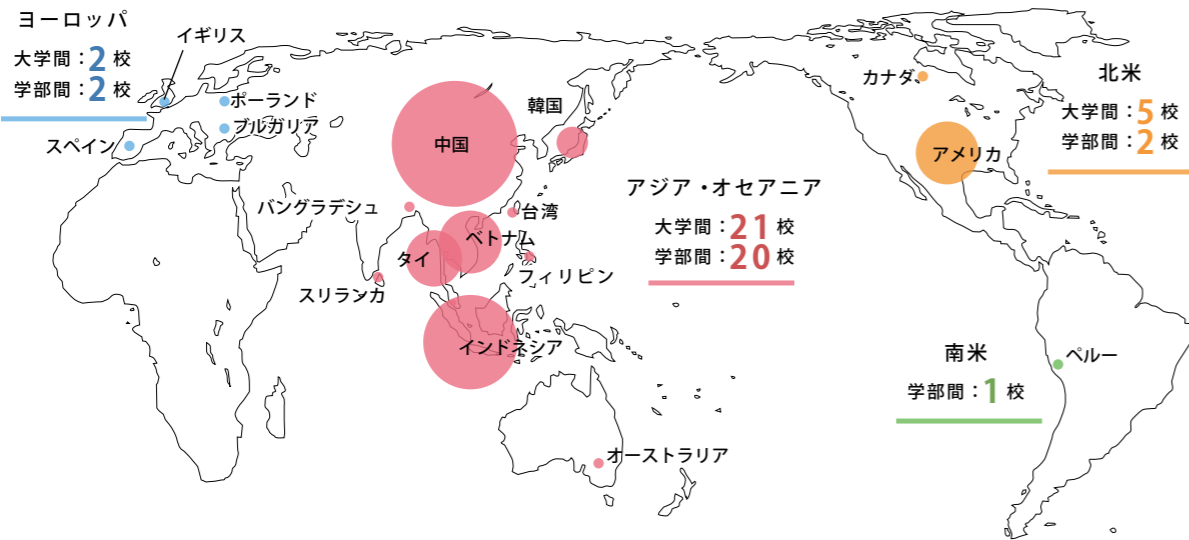 ヨーロッパ
大学間：2 校
学部間：2 校
イギリス
ポーランド
ブルガリア
スペイン
中国
韓国
バングラデシュ
台湾
ベトナム
タイ
フィリピン
スリランカ
インドネシア
オーストラリア
アジア・オセアニア
大学間：21 校
学部間：20 校
カナダ
アメリカ
北米
大学間：5 校
学部間：2 校
南米
学部間：1 校
ペルー